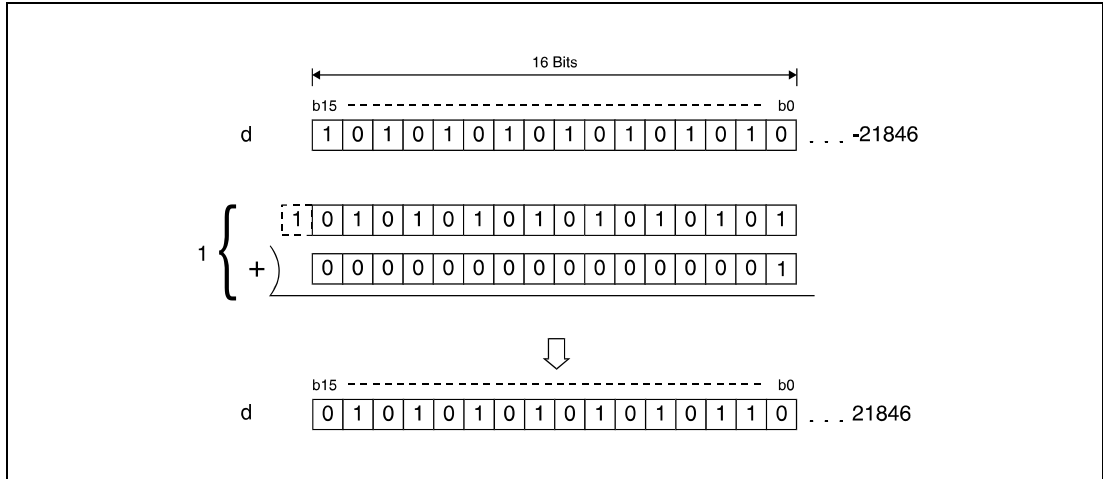 16 Bits
b15 b0
d 1 0 1 0 1 0 1 0 1 0 1 0 1 0 1 0 . . . -21846
1 0 1 0 1 0 1 0 1 0 1 0 1 0 1 0 1
1 { + ) 0 0 0 0 0 0 0 0 0 0 0 0 0 0 0 1
b15 b0
d 0 1 0 1 0 1 0 1 0 1 0 1 0 1 1 0 . . . 21846